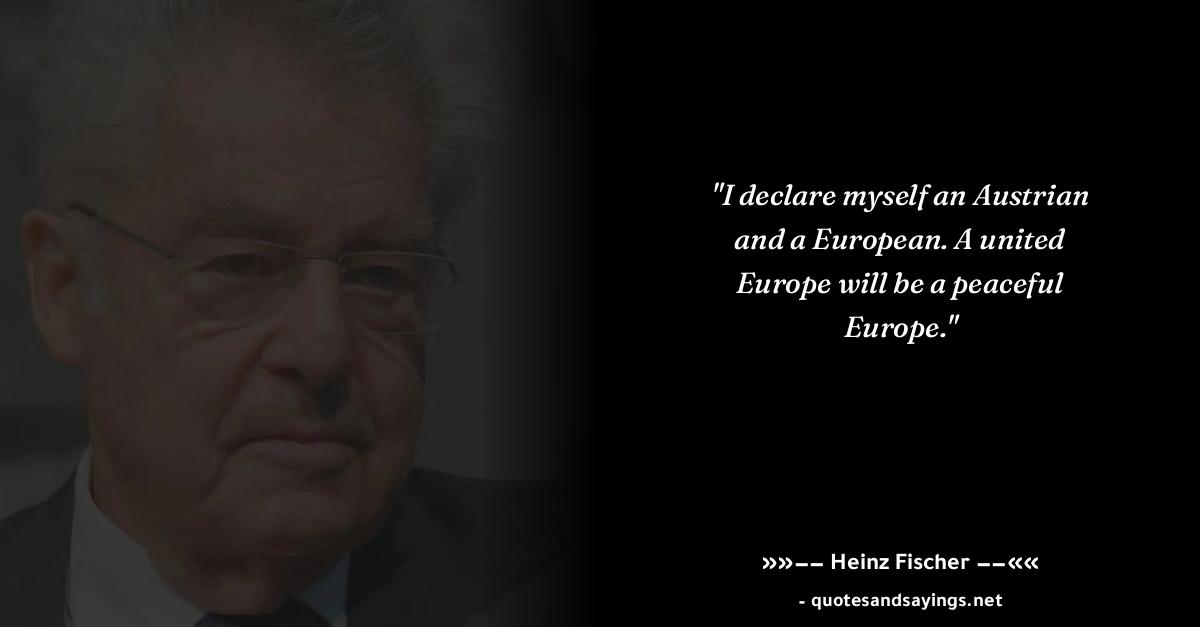 "I declare myself an Austrian
and a European. A united
Europe will be a peaceful
Europe."
»»−− Heinz Fischer −−««
- quotesandsayings.net